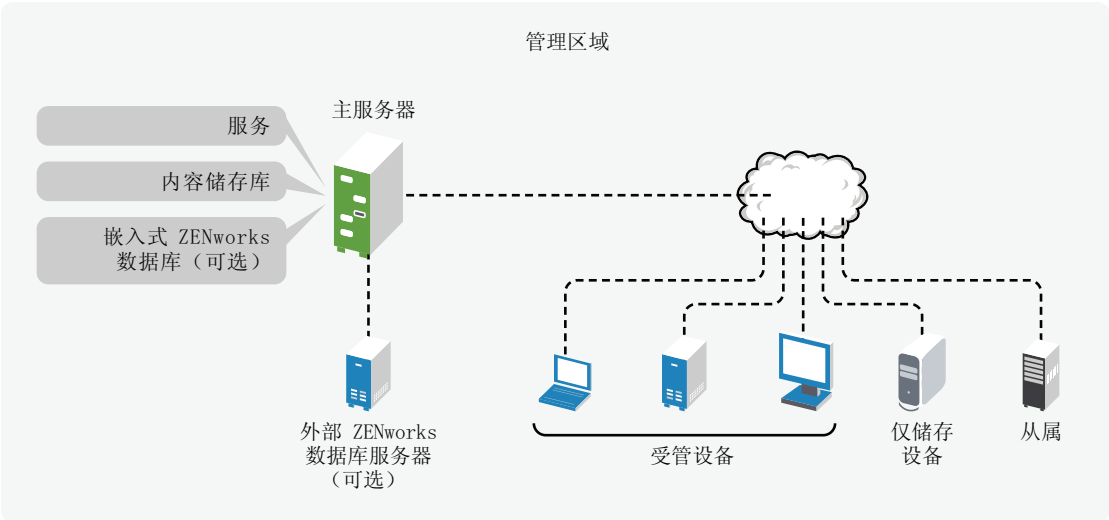 管理区域
主服务器
服务
内容储存库
嵌入式 ZENworks
数据库（可选）
外部 ZENworks
数据库服务器
（可选）
受管设备
仅储存
设备
从属